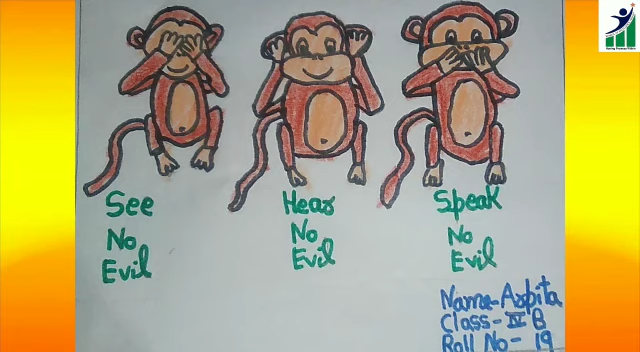 See
No
Evil
Hear
No
Evil
Speak
No
Evil
Name-Arpita
Class-IV B
Roll No-19